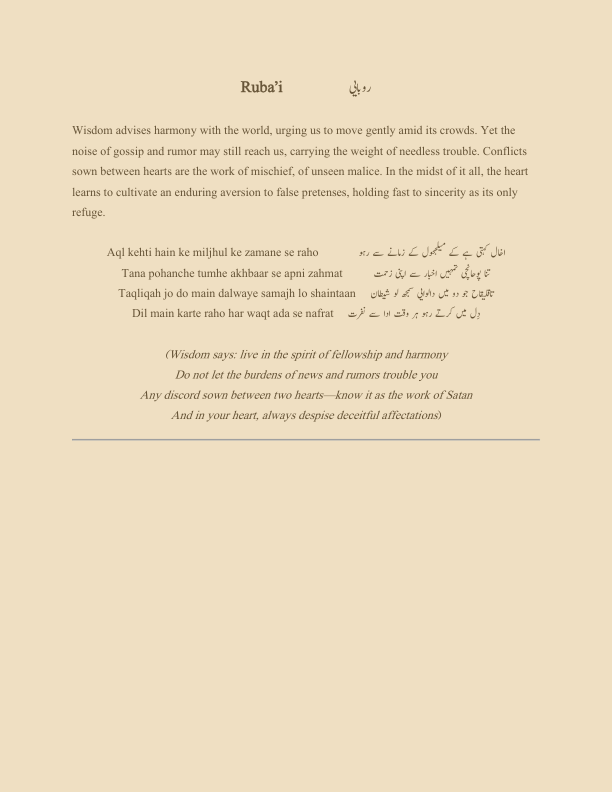 Ruba’i روبایٔی
Wisdom advises harmony with the world, urging us to move gently amid its crowds. Yet the
noise of gossip and rumor may still reach us, carrying the weight of needless trouble. Conflicts
sown between hearts are the work of mischief, of unseen malice. In the midst of it all, the heart
learns to cultivate an enduring aversion to false pretenses, holding fast to sincerity as its only
refuge.
Aql kehti hain ke miljhul ke zamane se raho اخال کہتی ہے کے میلجھول کے زمانے سے رہو
Tana pohanche tumhe akhbaar se apni zahmat تنا پوحانچی تمہیں اخبار سے اپنی زحمت
Taqliqah jo do main dalwaye samajh lo shaintaan تاقلیقاح جو دو میں دالوایٔی سمجھ لو شیطان
Dil main karte raho har waqt ada se nafrat دِل میں کرتے رہو ہر وقت ادا سے نفرت
(Wisdom says: live in the spirit of fellowship and harmony
Do not let the burdens of news and rumors trouble you
Any discord sown between two hearts—know it as the work of Satan
And in your heart, always despise deceitful affectations)